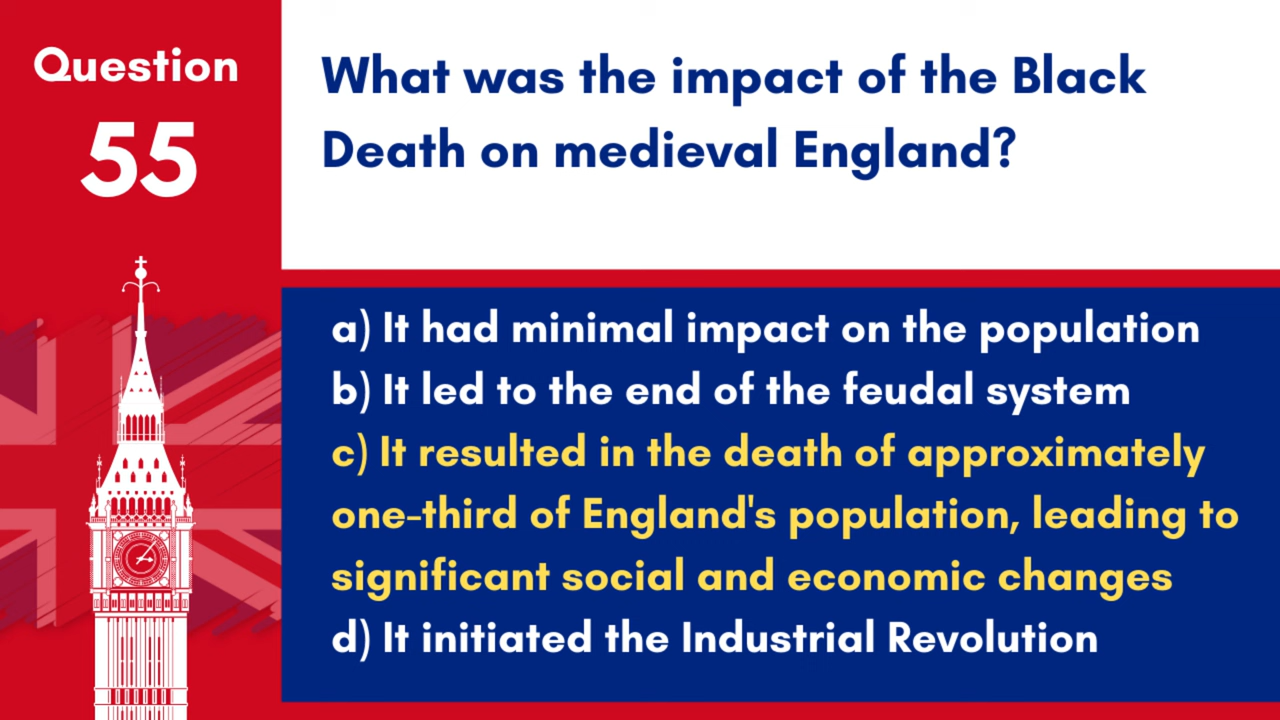 Question
55
What was the impact of the Black
Death on medieval England?
a) It had minimal impact on the population
b) It led to the end of the feudal system
c) It resulted in the death of approximately
one-third of England's population, leading to
significant social and economic changes
d) It initiated the Industrial Revolution